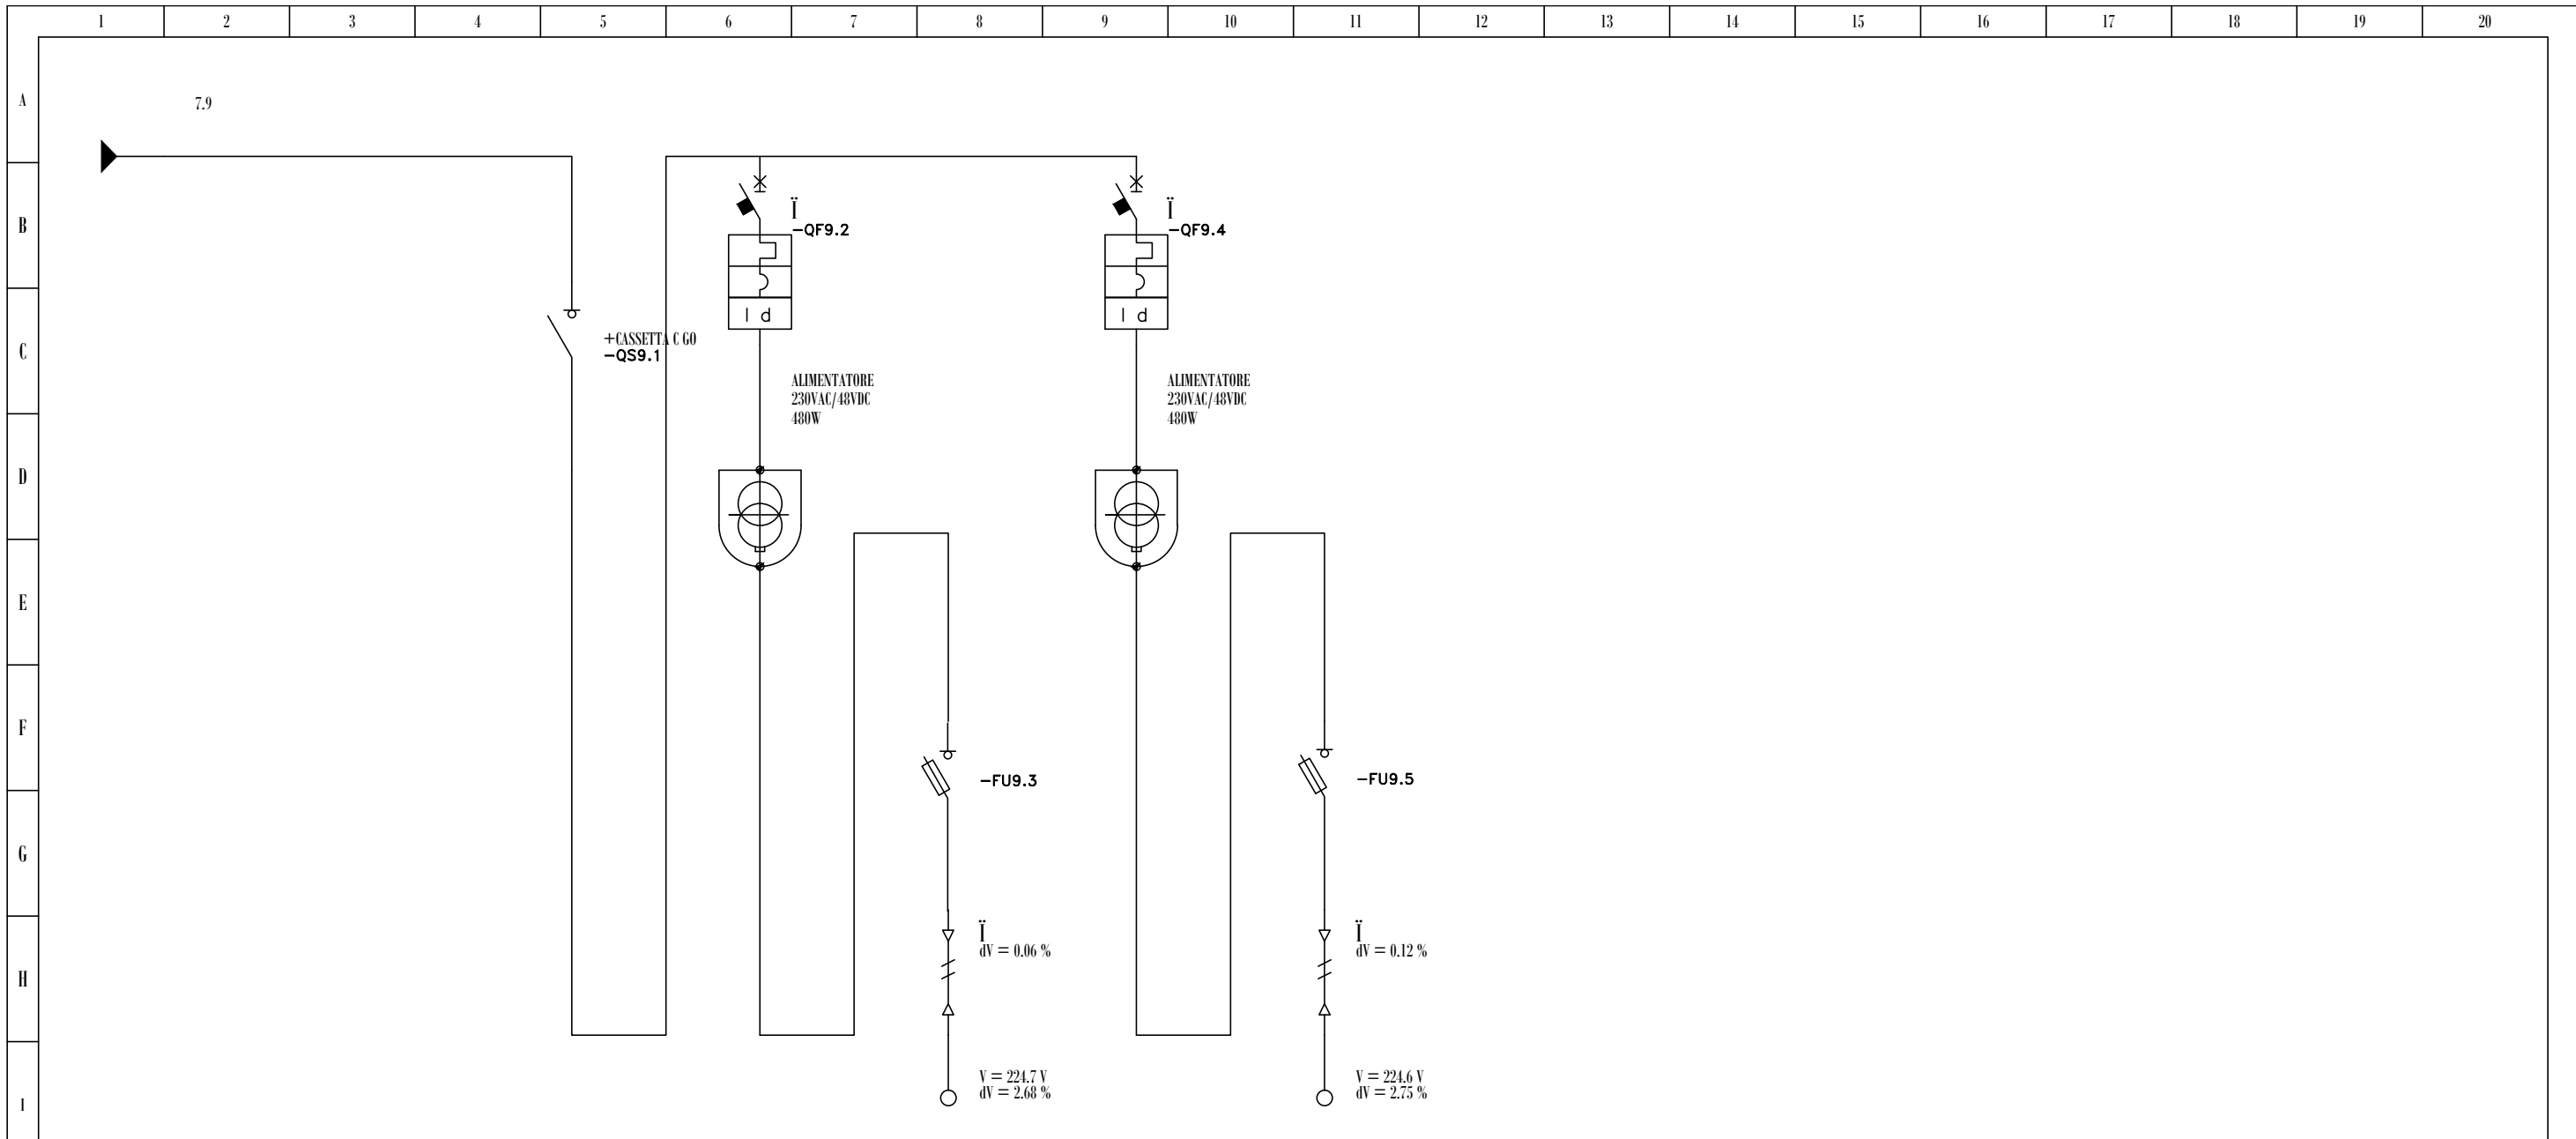 1 2 3 4 5 6 7 8 9 10 11 12 13 14 15 16 17 18 19 20
A
7.9
B
Ï
-QF9.2
Ï
-QF9.4
I d
I d
C
+CASSETTA C GO
-QS9.1
ALIMENTATORE
230VAC/48VDC
480W
ALIMENTATORE
230VAC/48VDC
480W
D
E
F
-FU9.3
-FU9.5
G
H
Ï
dV = 0.06 %
Ï
dV = 0.12 %
I
V = 224.7 V
dV = 2.68 %
V = 224.6 V
dV = 2.75 %